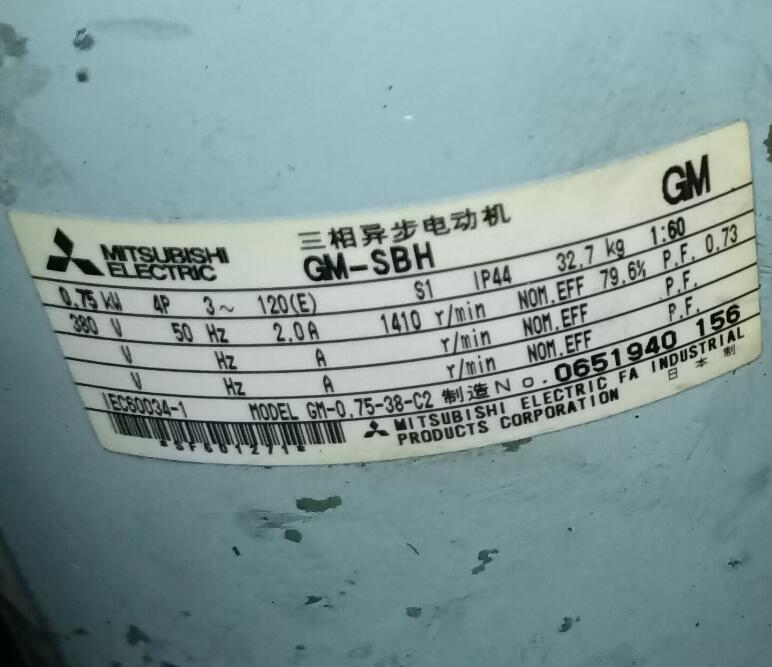 GM
MITSUBISHI ELECTRIC
三相异步电动机
GM-SBH
0.75 kW 4P 3~ 120(E) S1 IP44 32.7 kg 1:60
380 V 50 Hz 2.0 A 1410 r/min NOM.EFF 79.6% P.F. 0.73
V Hz A r/min NOM.EFF P.F.
V Hz A r/min NOM.EFF P.F.
IEC60034-1 MODEL GM-0.75-38-C2 制造No. 0651940 156
MITSUBISHI ELECTRIC FA INDUSTRIAL
PRODUCTS CORPORATION
日本制